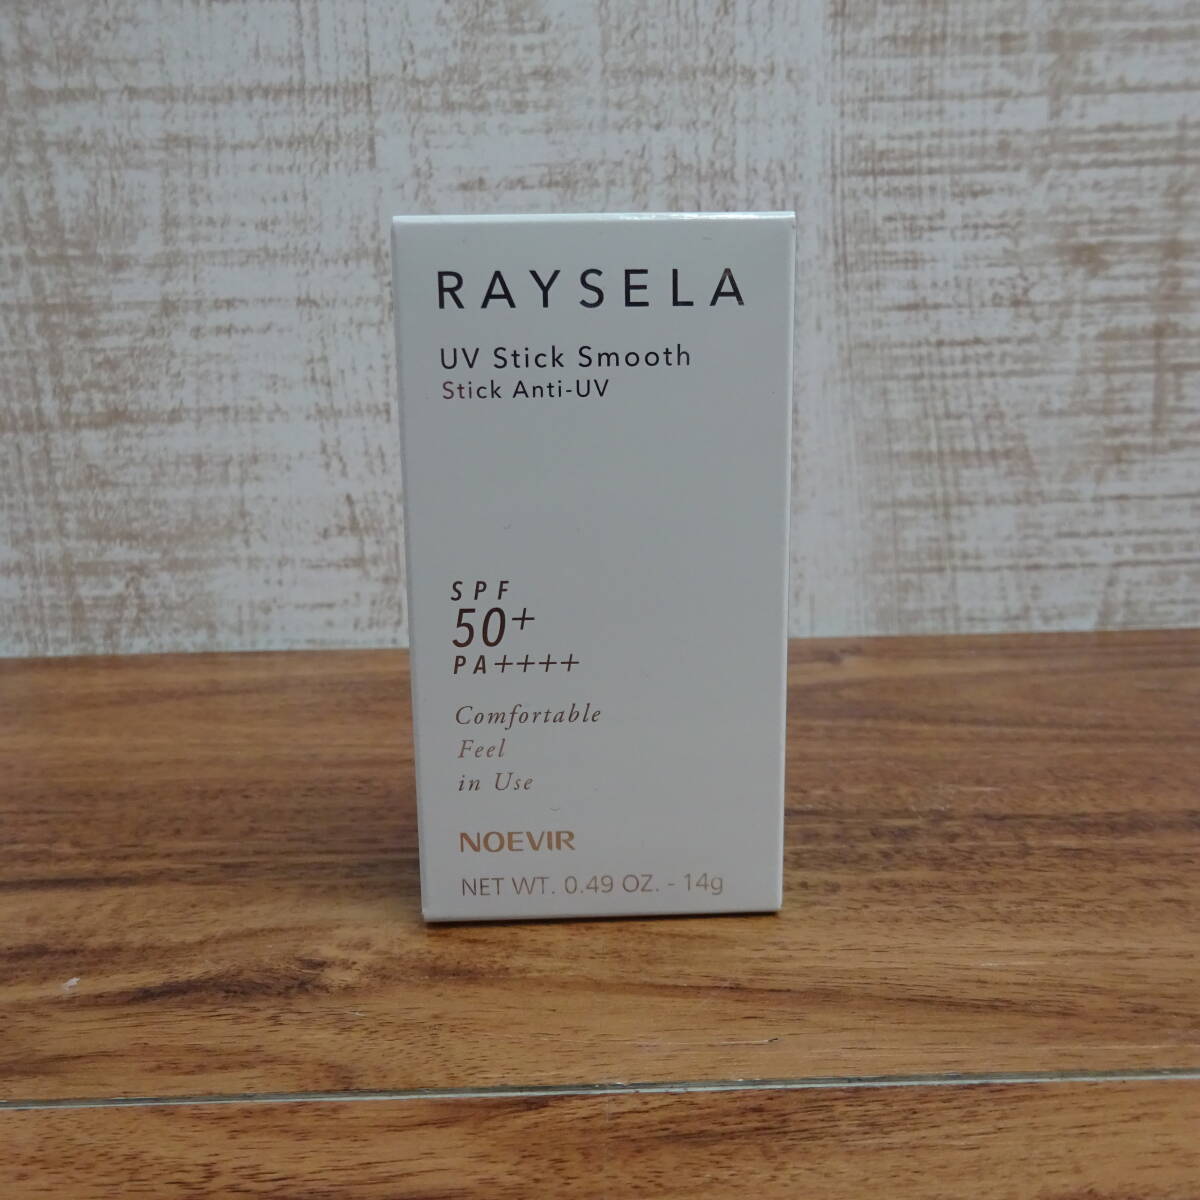 RAYSELA
UV Stick Smooth
Stick Anti-UV
SPF
50+
PA++++
Comfortable
Feel
in Use
NOEVIR
NET WT. 0.49 OZ. - 14g